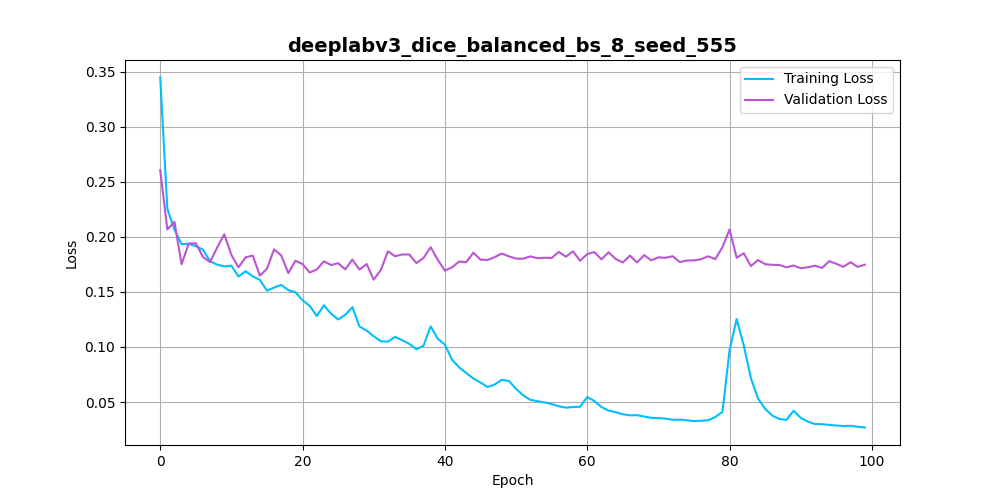 deeplabv3_dice_balanced_bs_8_seed_555
Training Loss
Validation Loss
Loss
0.35
0.30
0.25
0.20
0.15
0.10
0.05
0
20
40
60
80
100
Epoch